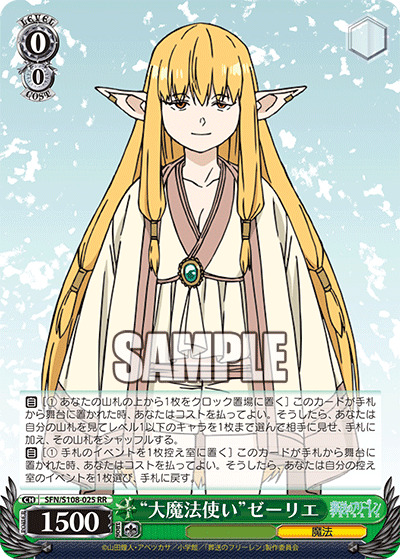 LEVEL
0
0
COST
SAMPLE
自[① あなたの山札の上から1枚をクロック置場に置く]このカードが手札
から舞台に置かれた時、あなたはコストを払ってよい。そうしたら、あなたは
自分の山札を見てレベル1以下のキャラを1枚まで選んで相手に見せ、手札に
加え、その山札をシャッフルする。
自[① 手札のイベントを1枚控え室に置く]このカードが手札から舞台に
置かれた時、あなたはコストを払ってよい。そうしたら、あなたは自分の控え
室のイベントを1枚選び、手札に戻す。
CH SFN/S108-025 RR
1500
“大魔法使い”ゼーリエ
葬送のフリーレン
魔法
©山田鐘人・アベツカサ/小学館/「葬送のフリーレン」製作委員会